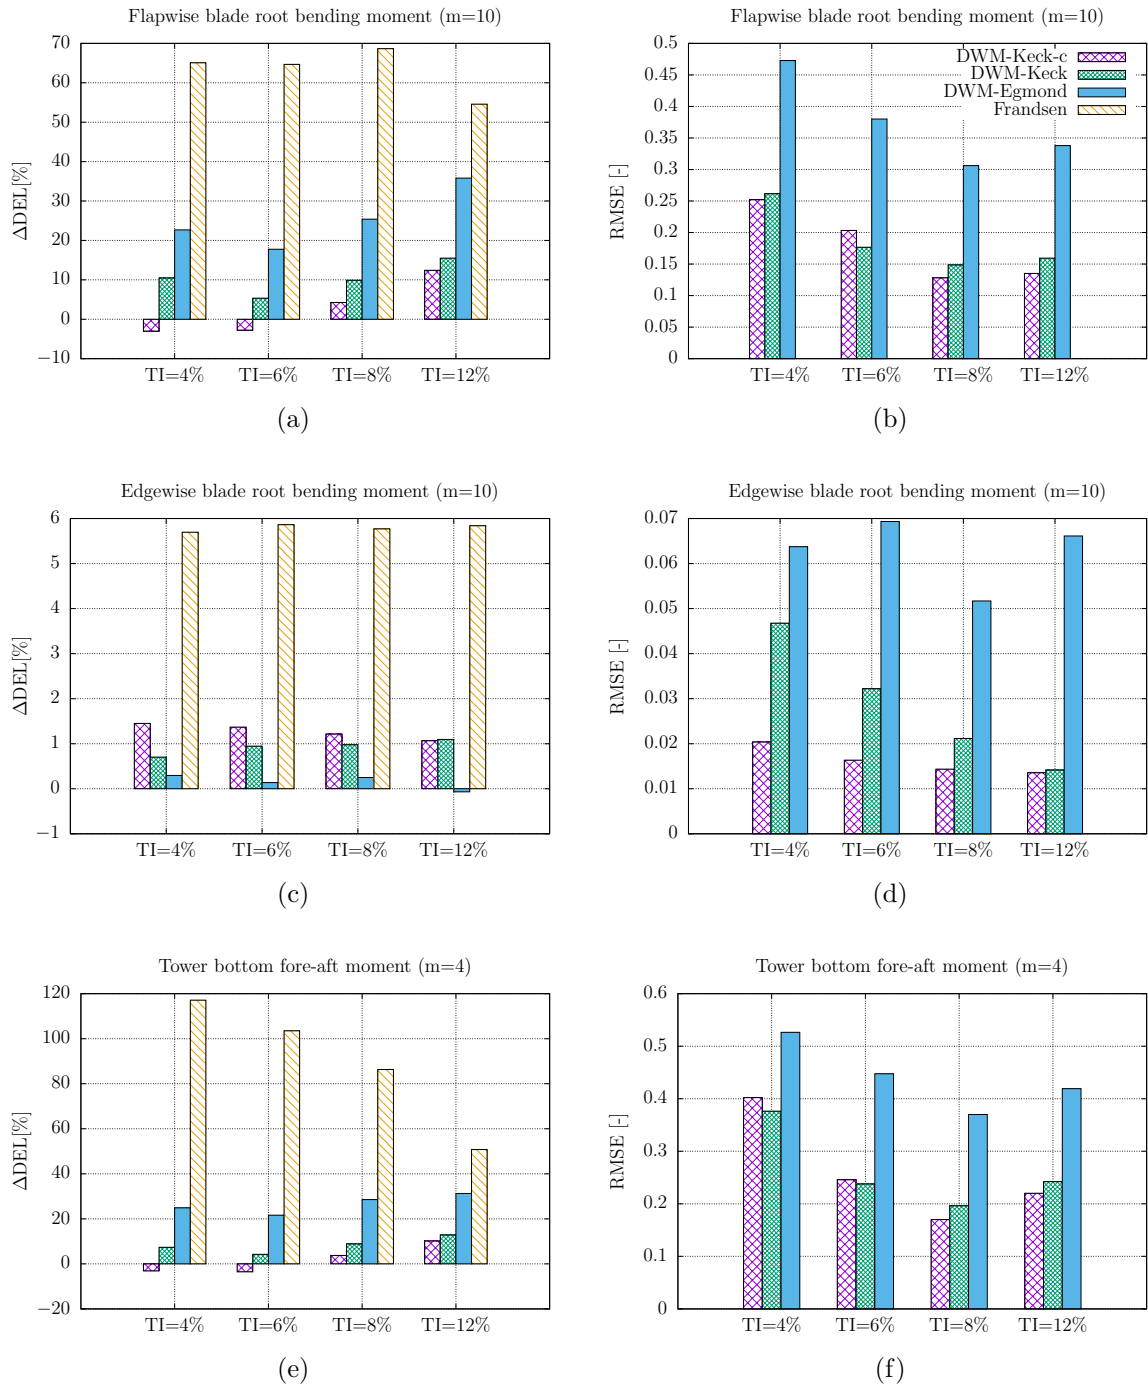 Flapwise blade root bending moment (m=10)
70
60
50
40
30
20
10
0
−10
ΔDEL[%]
TI=4% TI=6% TI=8% TI=12%
(a)
Flapwise blade root bending moment (m=10)
0.5
0.45
0.4
0.35
0.3
0.25
0.2
0.15
0.1
0.05
0
RMSE [-]
DWM-Keck-c
DWM-Keck
DWM-Egmond
Frandsen
TI=4% TI=6% TI=8% TI=12%
(b)
Edgewise blade root bending moment (m=10)
6
5
4
3
2
1
0
−1
ΔDEL[%]
TI=4% TI=6% TI=8% TI=12%
(c)
Edgewise blade root bending moment (m=10)
0.07
0.06
0.05
0.04
0.03
0.02
0.01
0
RMSE [-]
TI=4% TI=6% TI=8% TI=12%
(d)
Tower bottom fore-aft moment (m=4)
120
100
80
60
40
20
0
−20
ΔDEL[%]
TI=4% TI=6% TI=8% TI=12%
(e)
Tower bottom fore-aft moment (m=4)
0.6
0.5
0.4
0.3
0.2
0.1
0
RMSE [-]
TI=4% TI=6% TI=8% TI=12%
(f)